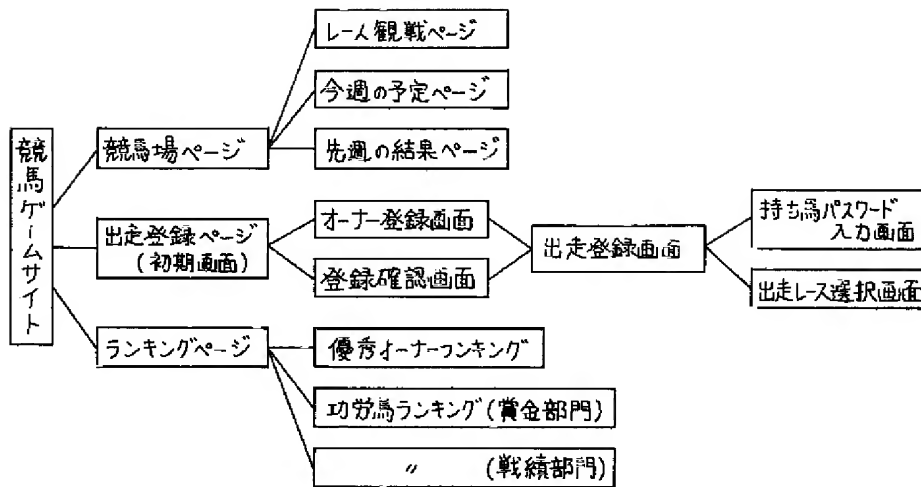 レース観戦ページ
今週の予定ページ
競馬場ページ
先週の結果ページ
競馬ゲームサイト
出走登録ページ
(初期画面)
オーナー登録画面
登録確認画面
出走登録画面
持ち馬パスワード
入力画面
出走レース選択画面
ランキングページ
優秀オーナーランキング
功労馬ランキング(賞金部門)
〃 (戦績部門)